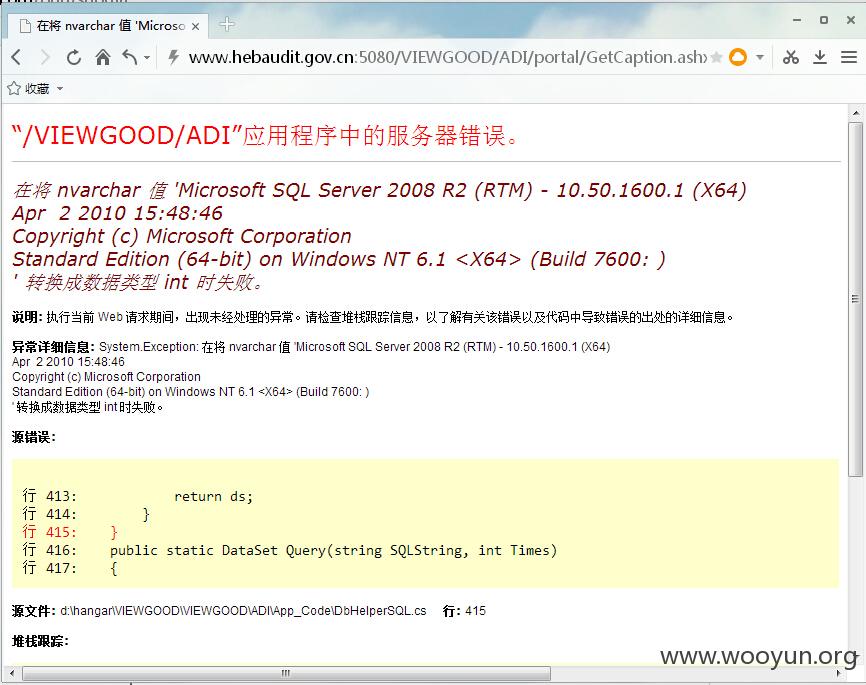 在将 nvarchar 值 'Microso
www.hebaudit.gov.cn:5080/VIEWGOOD/ADI/portal/GetCaption.ashx
收藏
“/VIEWGOOD/ADI”应用程序中的服务器错误。
在将 nvarchar 值 'Microsoft SQL Server 2008 R2 (RTM) - 10.50.1600.1 (X64)
Apr  2 2010 15:48:46
Copyright (c) Microsoft Corporation
Standard Edition (64-bit) on Windows NT 6.1 <X64> (Build 7600: )
' 转换成数据类型 int 时失败。
说明: 执行当前 Web 请求期间，出现未经处理的异常。请检查堆栈跟踪信息，以了解有关该错误以及代码中导致错误的出处的详细信息。
异常详细信息: System.Exception: 在将 nvarchar 值 'Microsoft SQL Server 2008 R2 (RTM) - 10.50.1600.1 (X64)
Apr  2 2010 15:48:46
Copyright (c) Microsoft Corporation
Standard Edition (64-bit) on Windows NT 6.1 <X64> (Build 7600: )
' 转换成数据类型 int 时失败。
源错误:
行 413:            return ds;
行 414:        }
行 415:    }
行 416:    public static DataSet Query(string SQLString, int Times)
行 417:    {
源文件: d:\hangar\VIEWGOOD\VIEWGOOD\ADI\App_Code\DbHelperSQL.cs    行: 415
堆栈跟踪:
www.wooyun.org